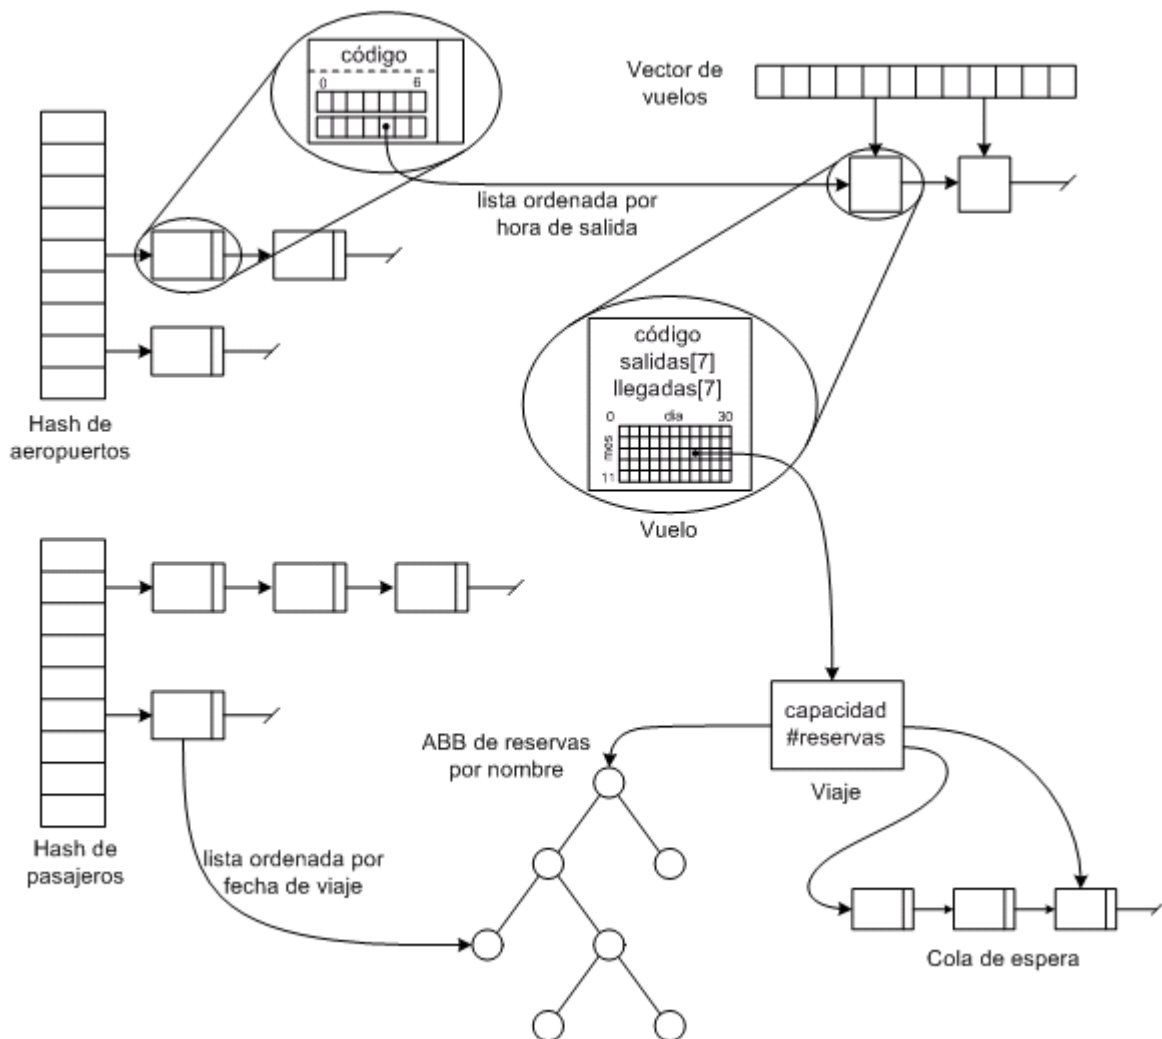 código
0 6
Vector de
vuelos
lista ordenada por
hora de salida
Hash de
aeropuertos
código
salidas[7]
llegadas[7]
0 dia 30
mes
11
Vuelo
ABB de reservas
por nombre
capacidad
#reservas
Viaje
Hash de
pasajeros
lista ordenada por
fecha de viaje
Cola de espera